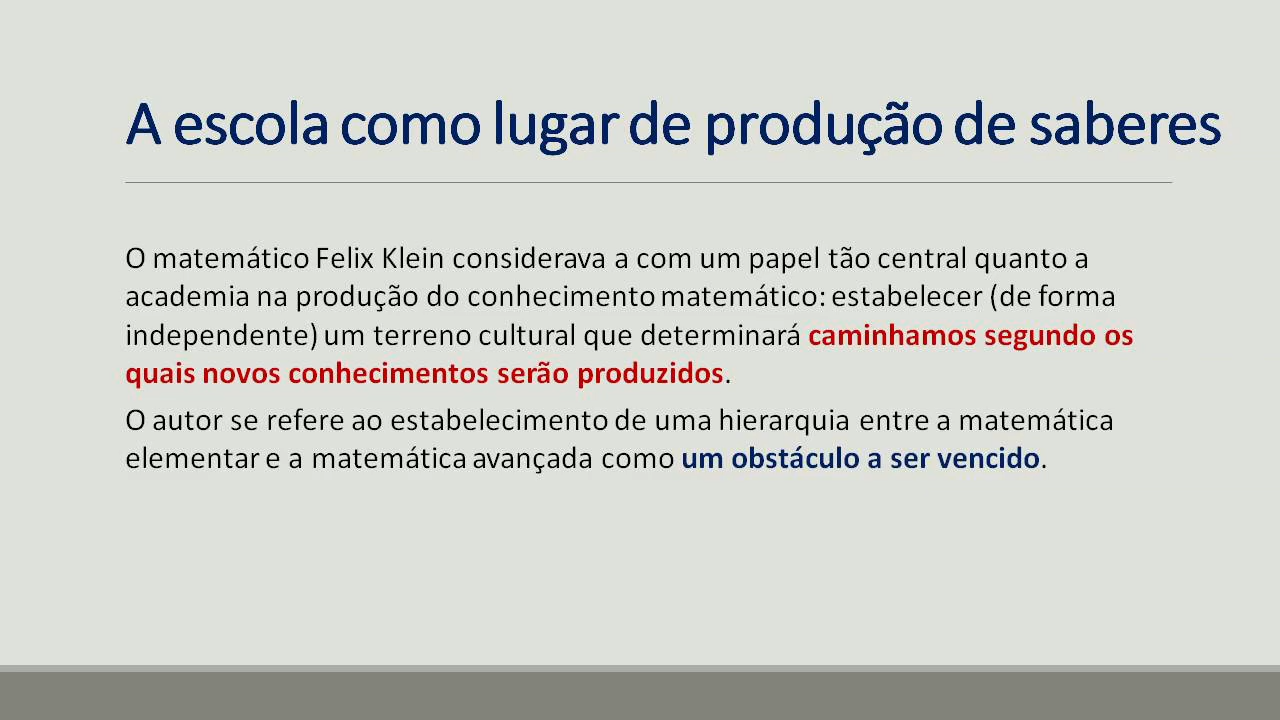 A escola como lugar de produção de saberes
O matemático Felix Klein considerava a com um papel tão central quanto a
academia na produção do conhecimento matemático: estabelecer (de forma
independente) um terreno cultural que determinará caminhamos segundo os
quais novos conhecimentos serão produzidos.
O autor se refere ao estabelecimento de uma hierarquia entre a matemática
elementar e a matemática avançada como um obstáculo a ser vencido.